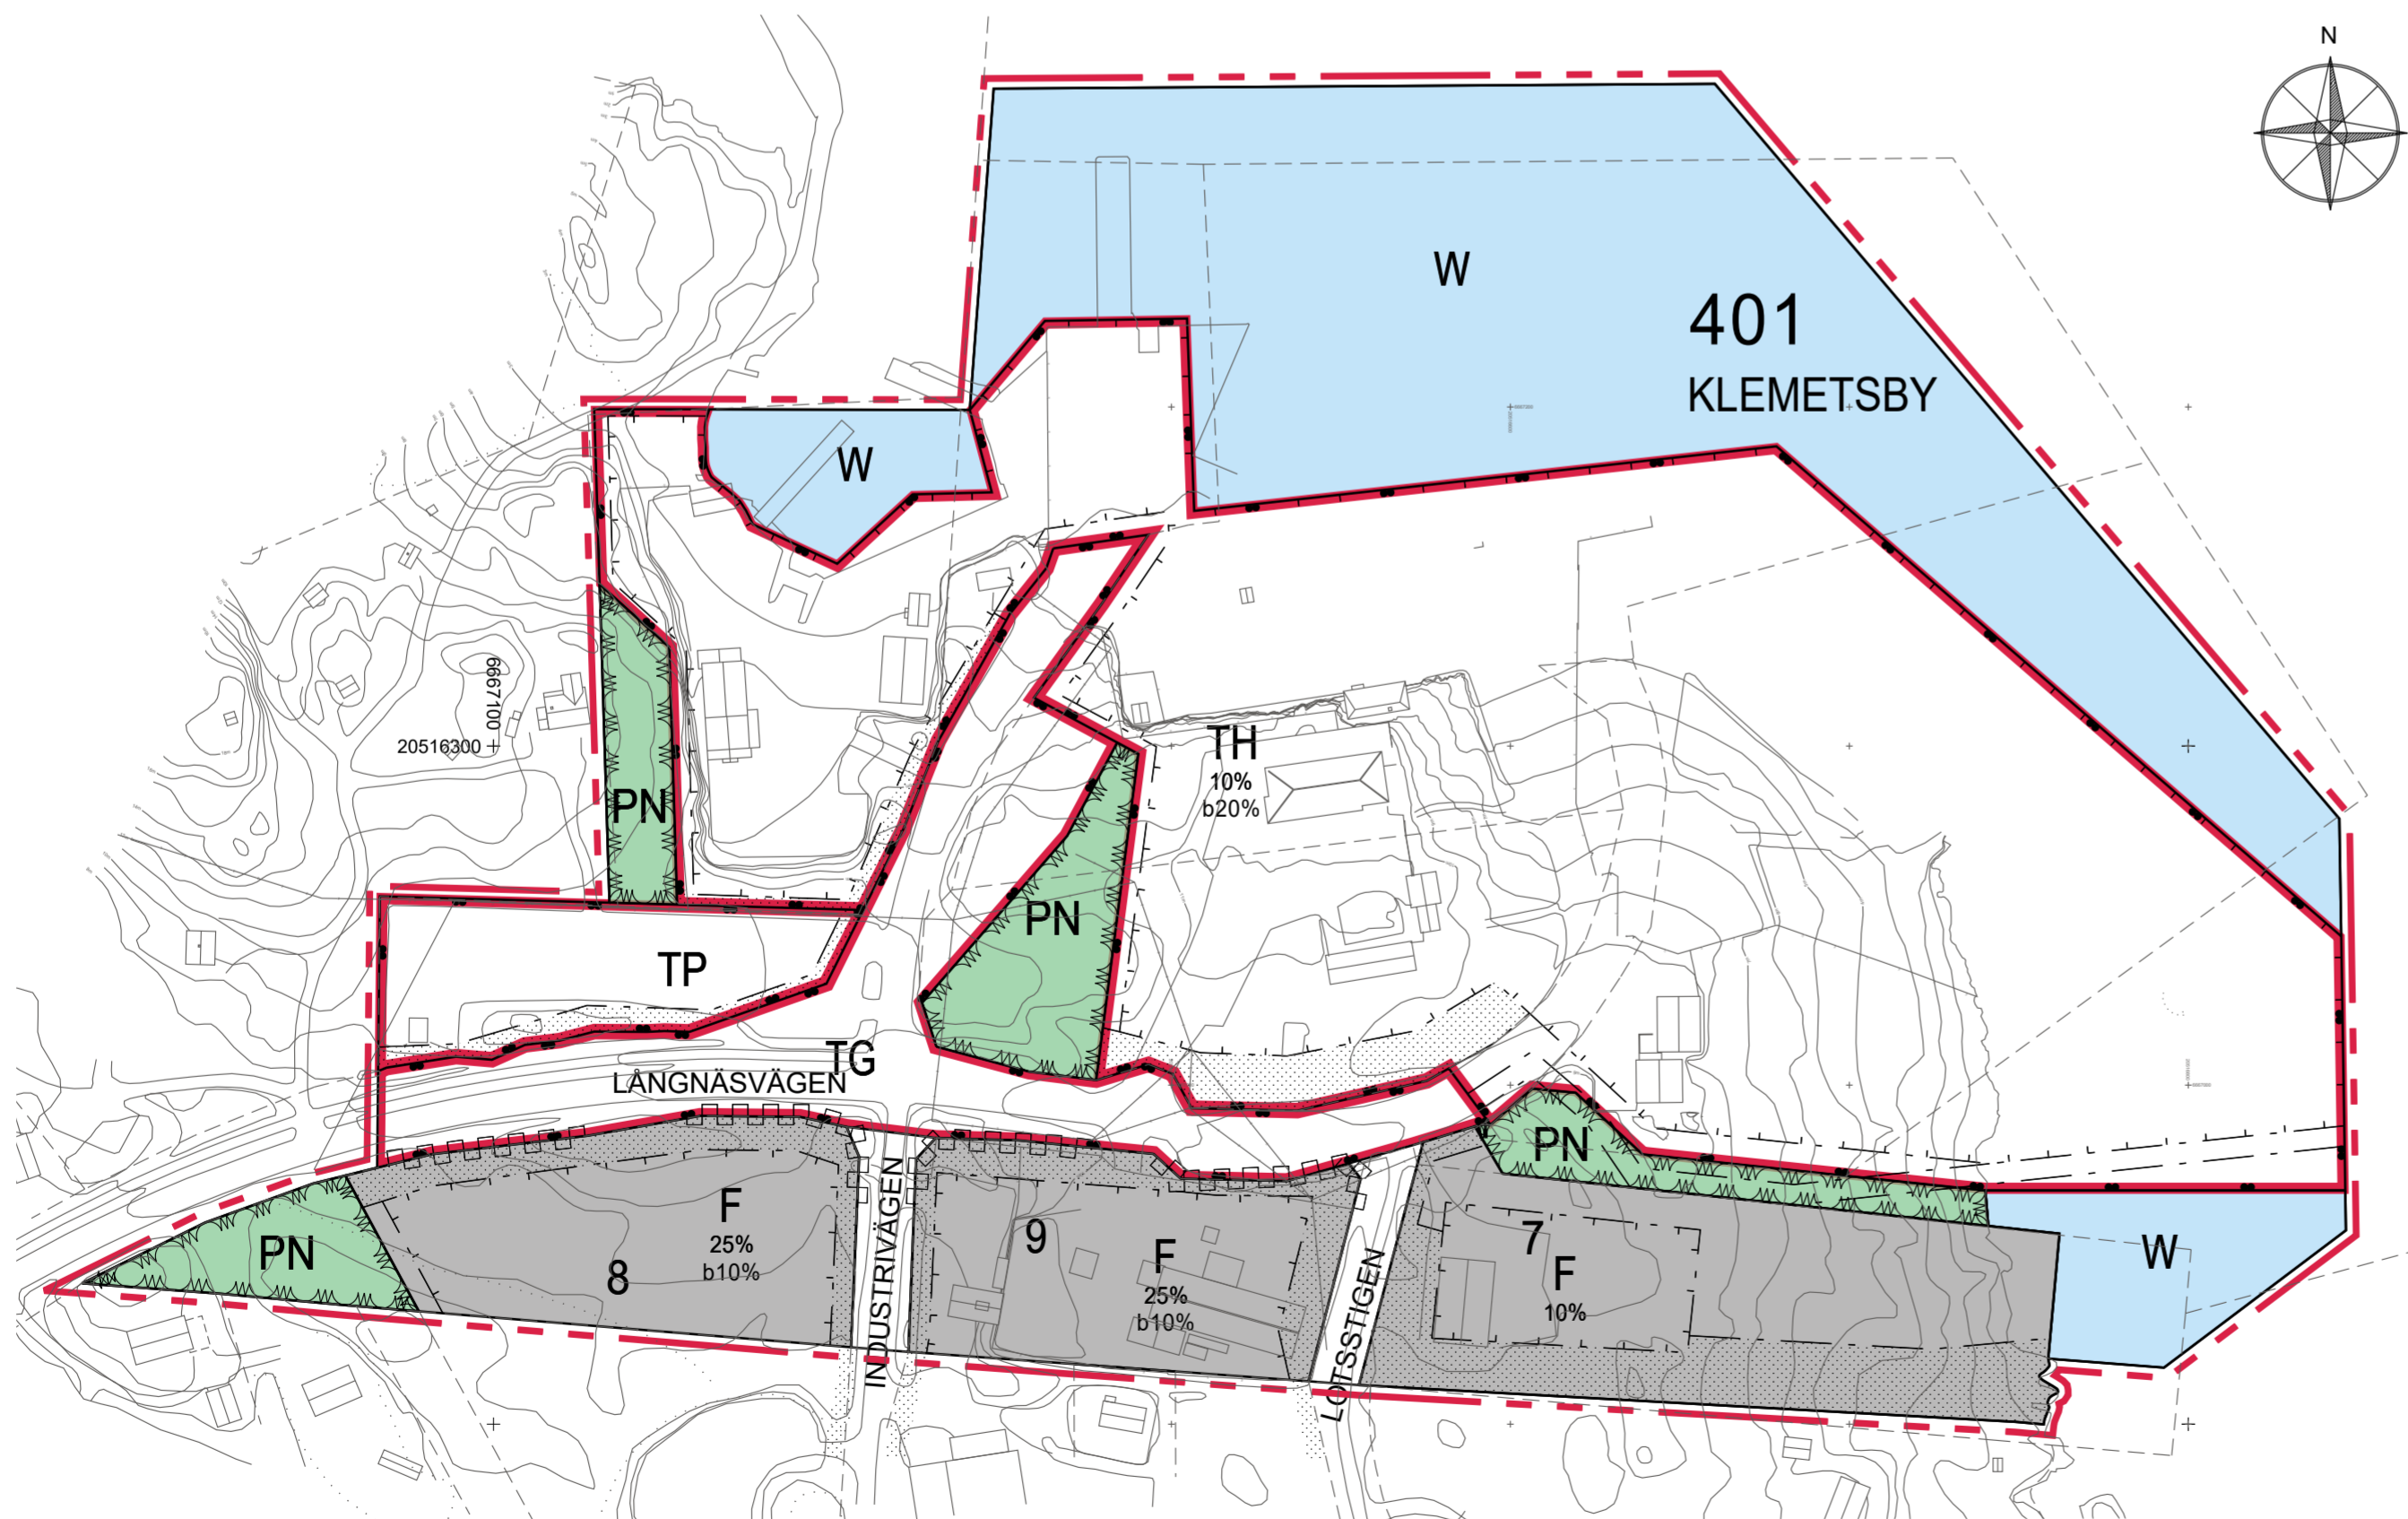 N
W
401
KLEMETSBY
W
6667100
20516300
TH
10%
b20%
PN
PN
TP
TG
LÅNGNÄSVÄGEN
PN
F
25%
b10%
8
INDUSTRIVÄGEN
9
F
25%
b10%
LOTSSTIGEN
7
F
10%
PN
W